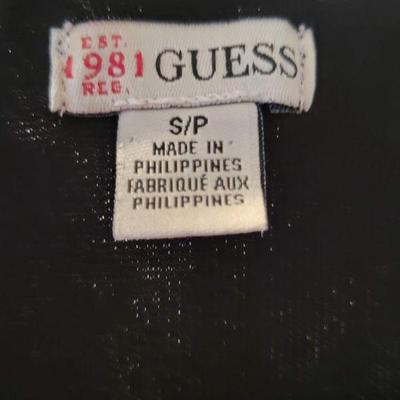 EST.
1981 GUESS
REG.
S/P
MADE IN
PHILIPPINES
FABRIQUÉ AUX
PHILIPPINES